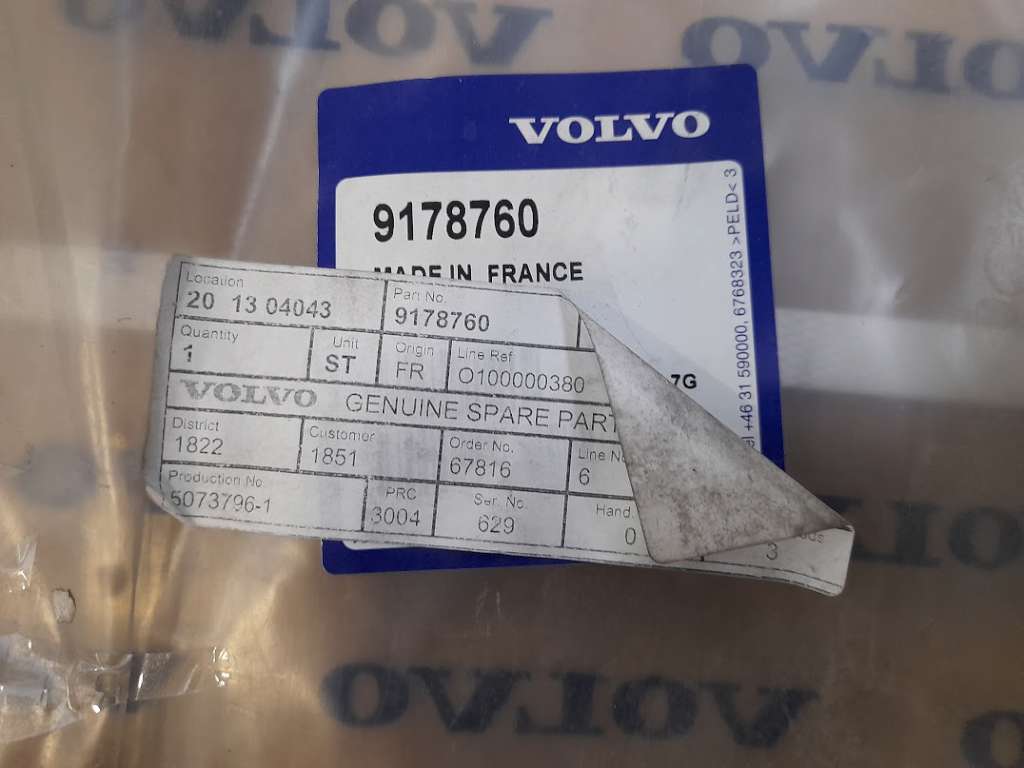 VOLVO
VOLVO
VOLVO
9178760
MADE IN FRANCE
7G
+46 31 590000, 6768323 >PELD< 3
Location
20 13 04043
Part No.
9178760
Quantity
1
Unit
ST
Origin
FR
Line Ref
O100000380
VOLVO GENUINE SPARE PART
District
1822
Customer
1851
Order No.
67816
Line
6
Production No
5073796-1
PRC
3004
Ser. No.
629
Hand
0
3
VOLVO
VOLVO